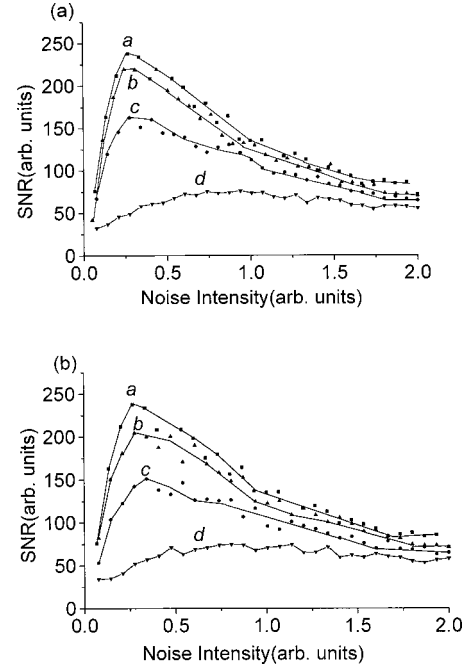 (a)
250
200
150
100
50
0
SNR(arb. units)
a
b
c
d
0.0 0.5 1.0 1.5 2.0
Noise Intensity(arb. units)
(b)
250
200
150
100
50
0
SNR(arb. units)
a
b
c
d
0.0 0.5 1.0 1.5 2.0
Noise Intensity(arb. units)